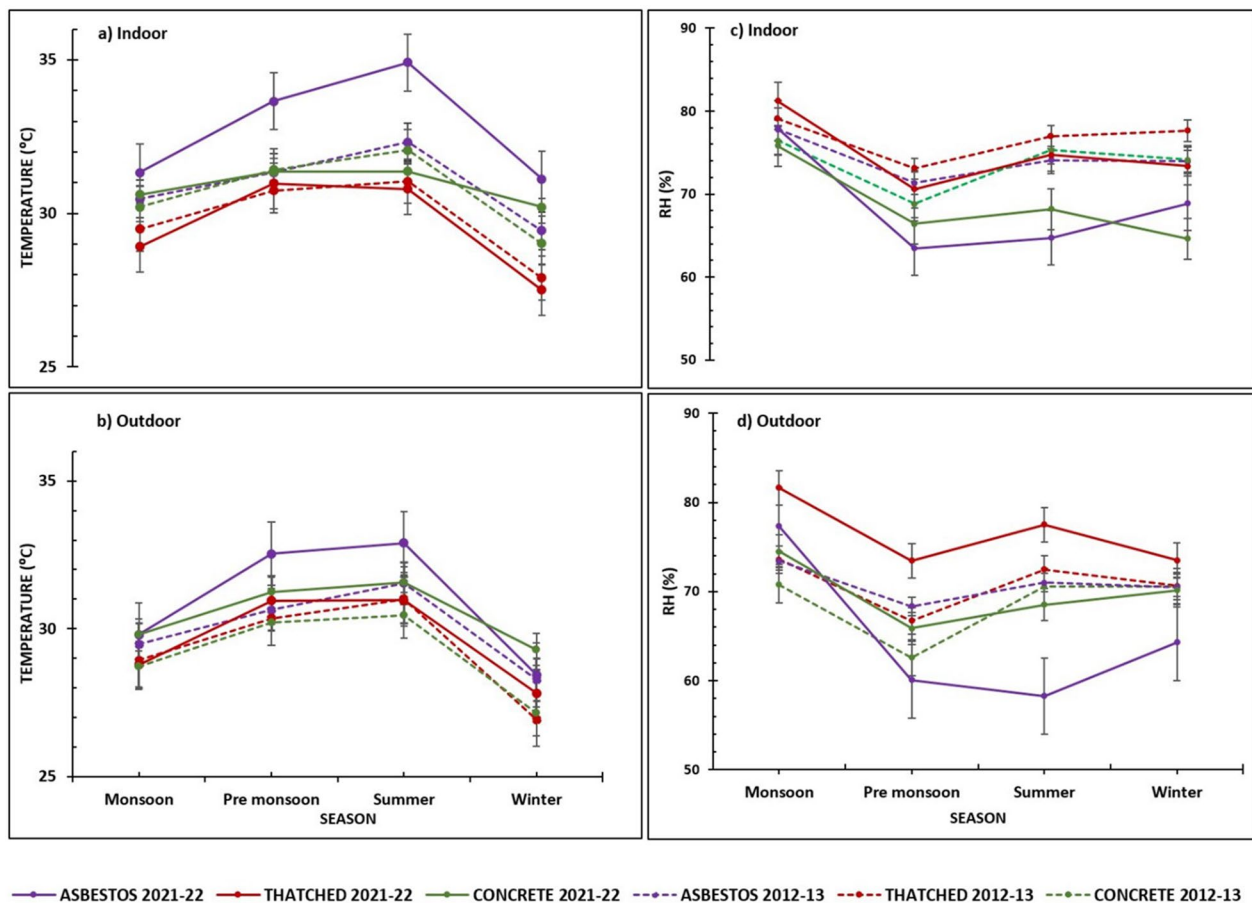 a) Indoor
TEMPERATURE (°C)
35
30
25
c) Indoor
RH (%)
90
80
70
60
50
b) Outdoor
TEMPERATURE (°C)
35
30
25
Monsoon Pre monsoon Summer Winter
SEASON
d) Outdoor
RH (%)
90
80
70
60
50
Monsoon Pre monsoon Summer Winter
SEASON
ASBESTOS 2021-22 THATCHED 2021-22 CONCRETE 2021-22 ASBESTOS 2012-13 THATCHED 2012-13 CONCRETE 2012-13